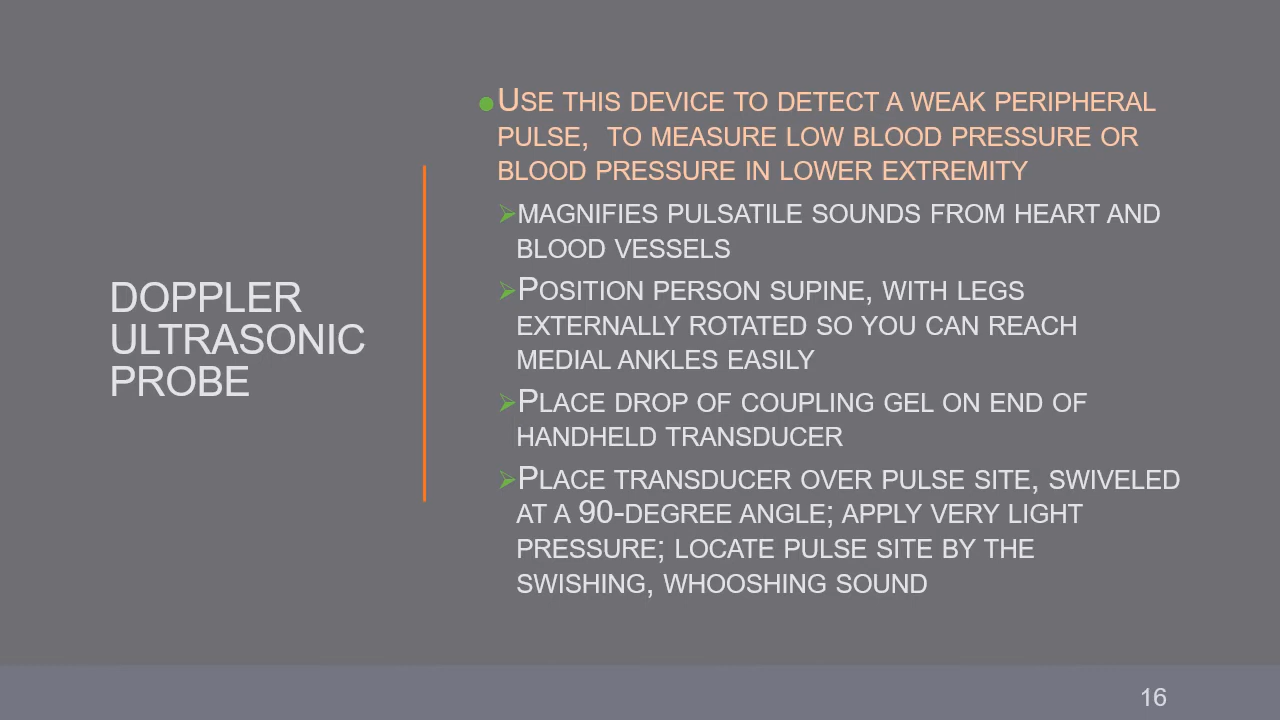 DOPPLER
ULTRASONIC
PROBE
●USE THIS DEVICE TO DETECT A WEAK PERIPHERAL
PULSE,  TO MEASURE LOW BLOOD PRESSURE OR
BLOOD PRESSURE IN LOWER EXTREMITY
➢MAGNIFIES PULSATILE SOUNDS FROM HEART AND
BLOOD VESSELS
➢POSITION PERSON SUPINE, WITH LEGS
EXTERNALLY ROTATED SO YOU CAN REACH
MEDIAL ANKLES EASILY
➢PLACE DROP OF COUPLING GEL ON END OF
HANDHELD TRANSDUCER
➢PLACE TRANSDUCER OVER PULSE SITE, SWIVELED
AT A 90-DEGREE ANGLE; APPLY VERY LIGHT
PRESSURE; LOCATE PULSE SITE BY THE
SWISHING, WHOOSHING SOUND
16